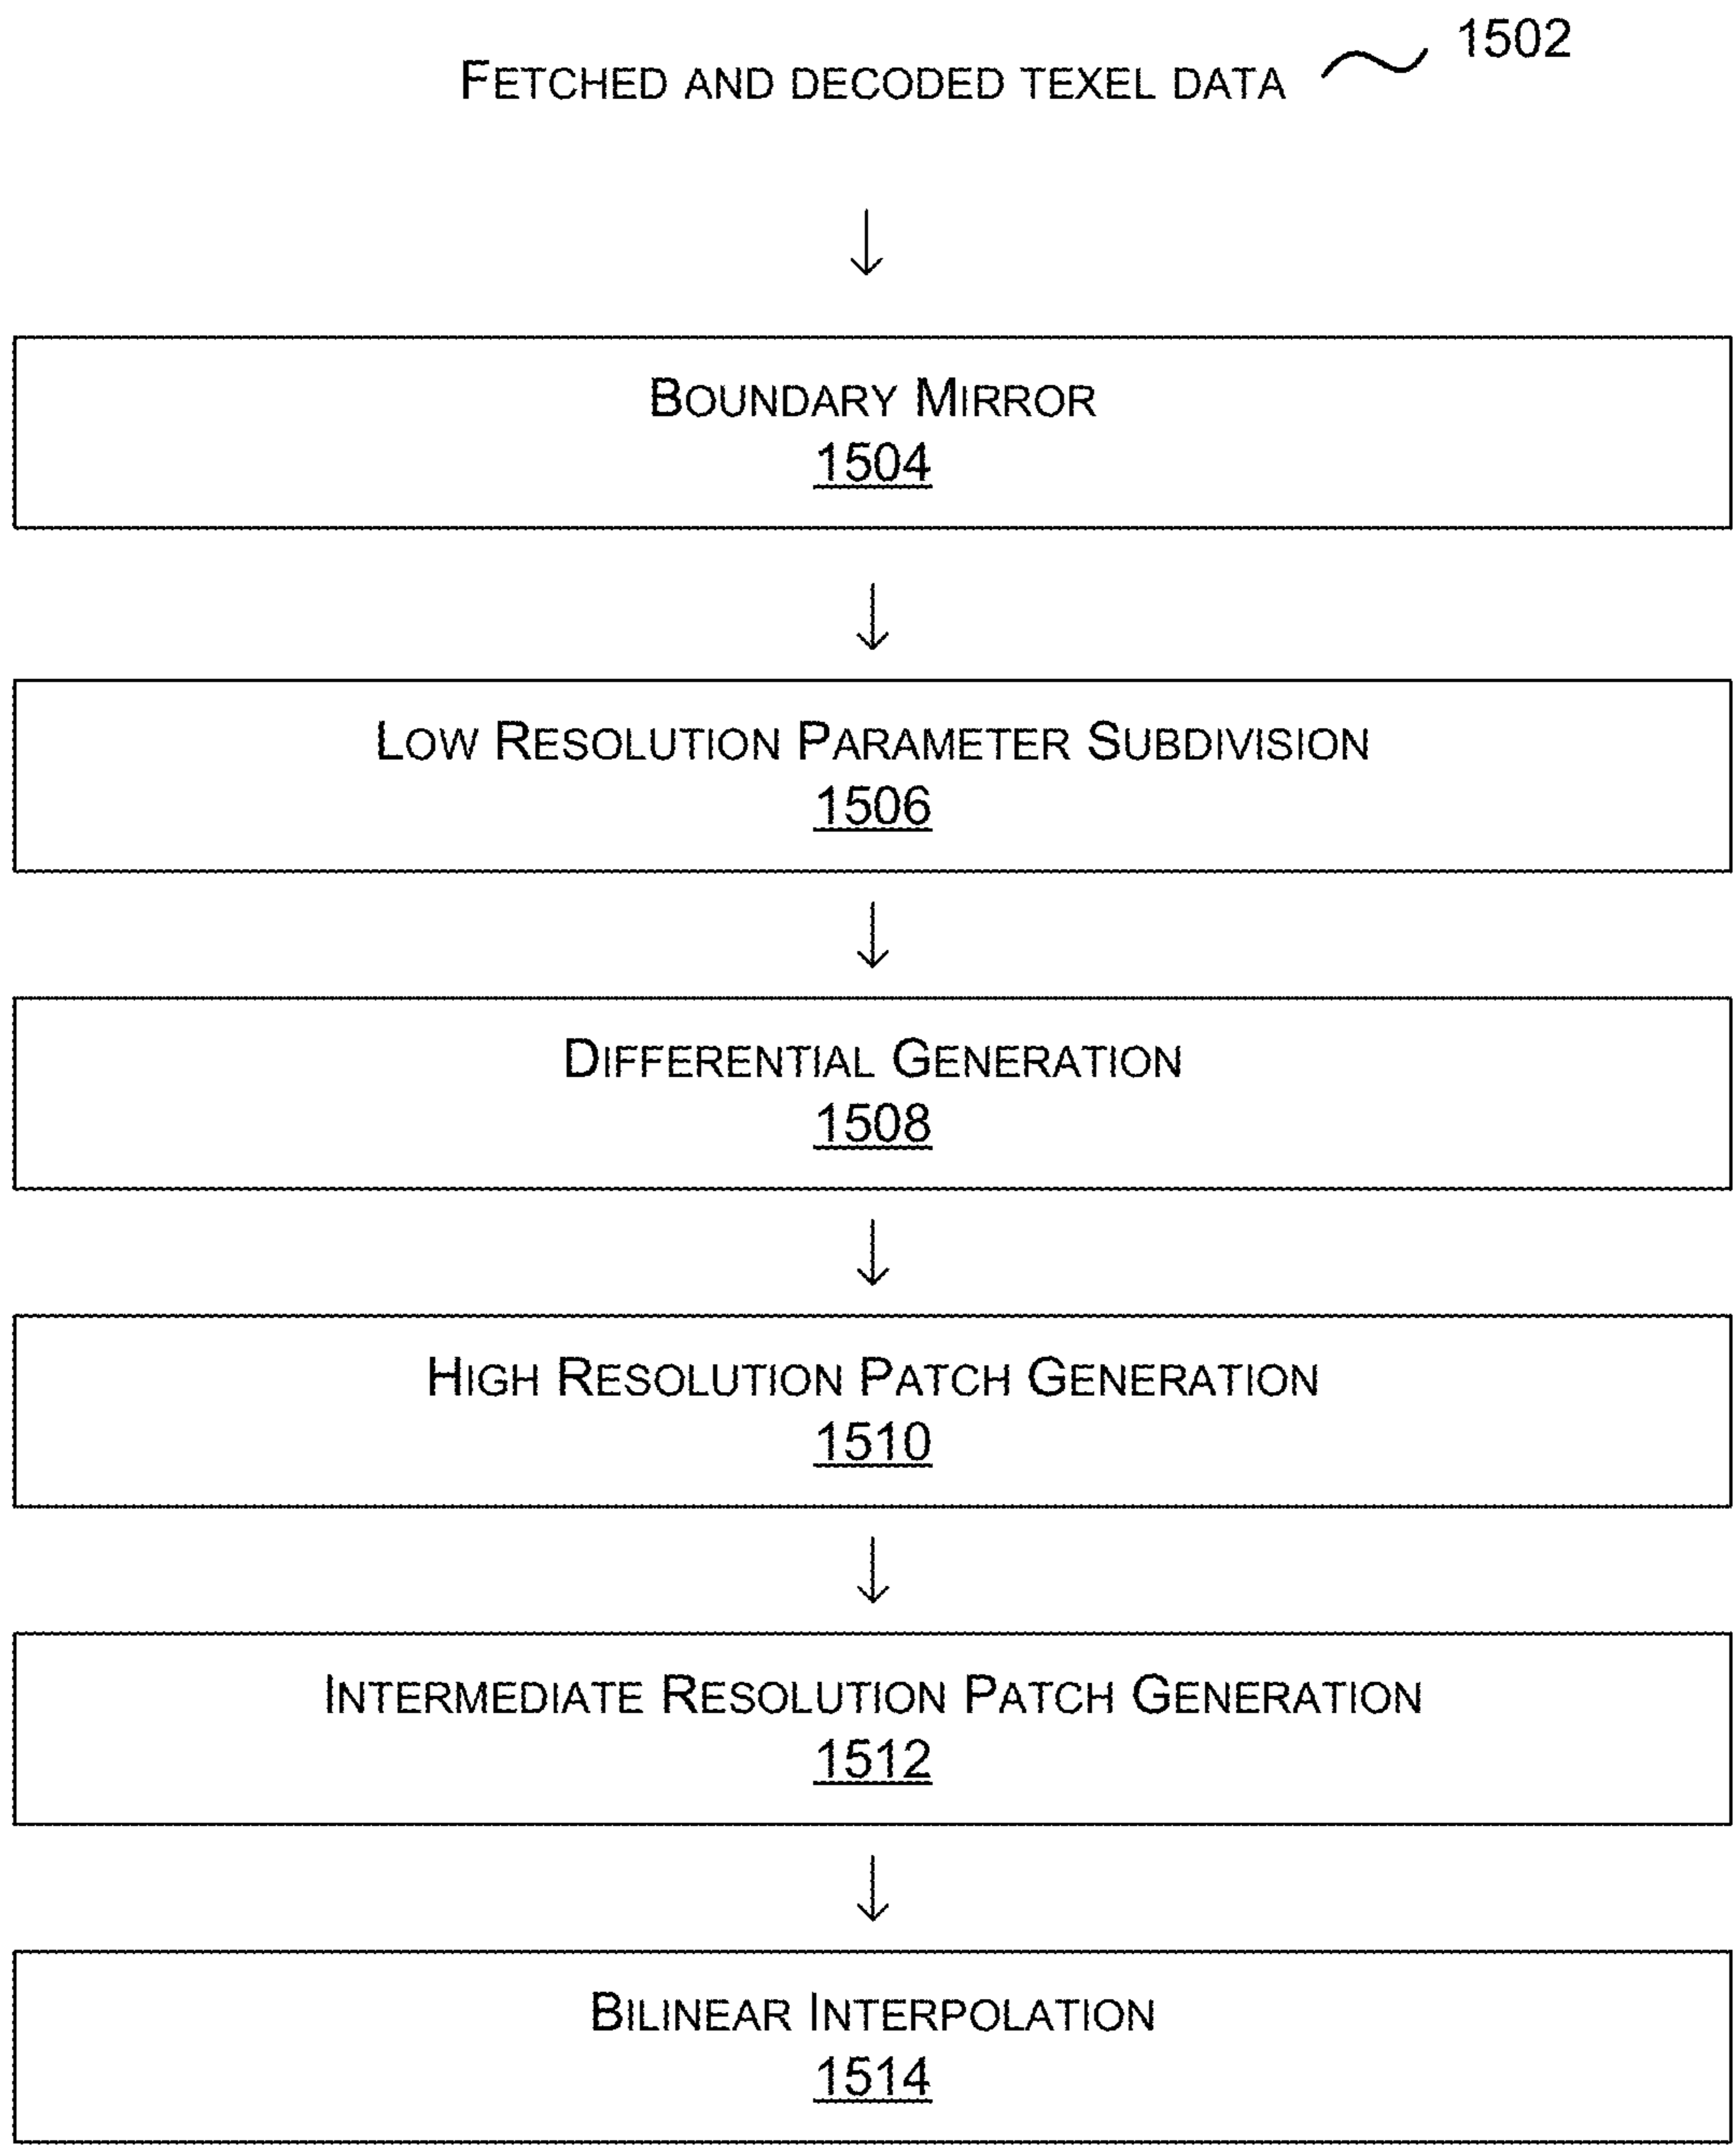 1502
FETCHED AND DECODED TEXEL DATA
BOUNDARY MIRROR
1504
LOW RESOLUTION PARAMETER SUBDIVISION
1506
DIFFERENTIAL GENERATION
1508
HIGH RESOLUTION PATCH GENERATION
1510
INTERMEDIATE RESOLUTION PATCH GENERATION
1512
BILINEAR INTERPOLATION
1514